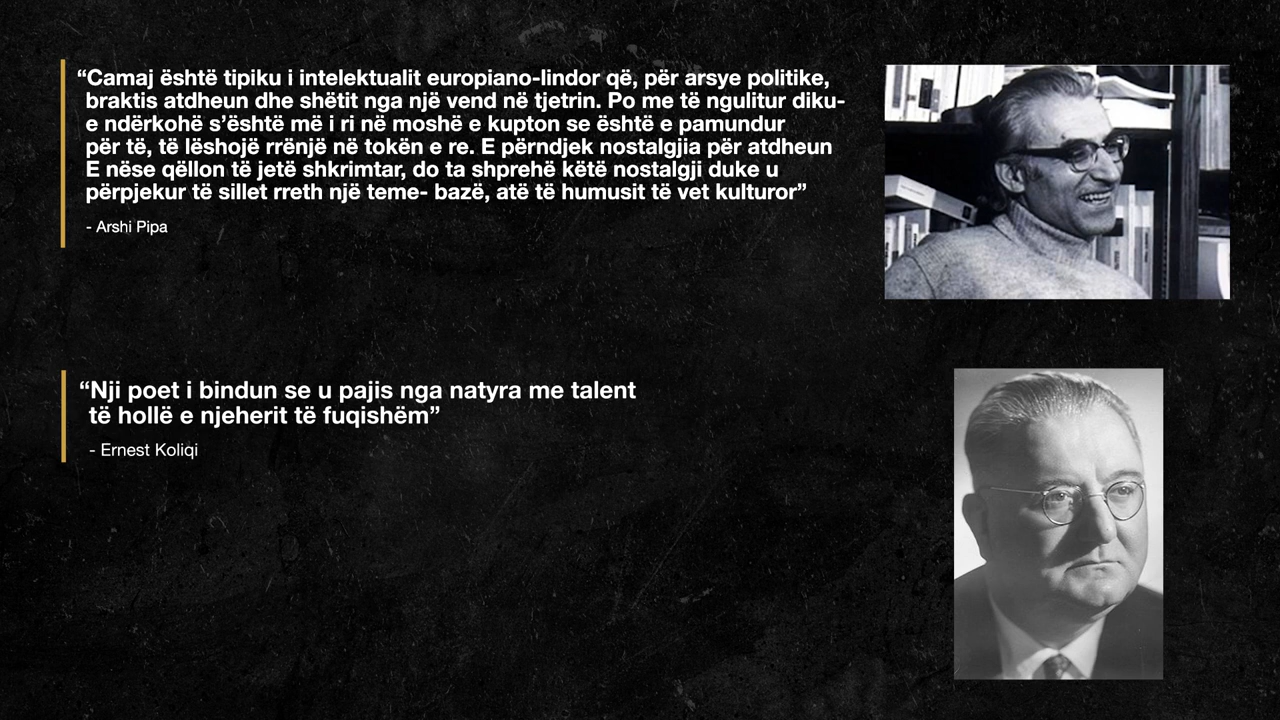 “Camaj është tipiku i intelektualit europiano-lindor që, për arsye politike,
braktis atdheun dhe shëtit nga një vend në tjetrin. Po me të ngulitur diku-
e ndërkohë s’është më i ri në moshë e kupton se është e pamundur
për të, të lëshojë rrënjë në tokën e re. E përndjek nostalgjia për atdheun
E nëse qëllon të jetë shkrimtar, do ta shprehë këtë nostalgji duke u
përpjekur të sillet rreth një teme- bazë, atë të humusit të vet kulturor”
- Arshi Pipa
“Nji poet i bindun se u pajis nga natyra me talent
të hollë e njeherit të fuqishëm”
- Ernest Koliqi